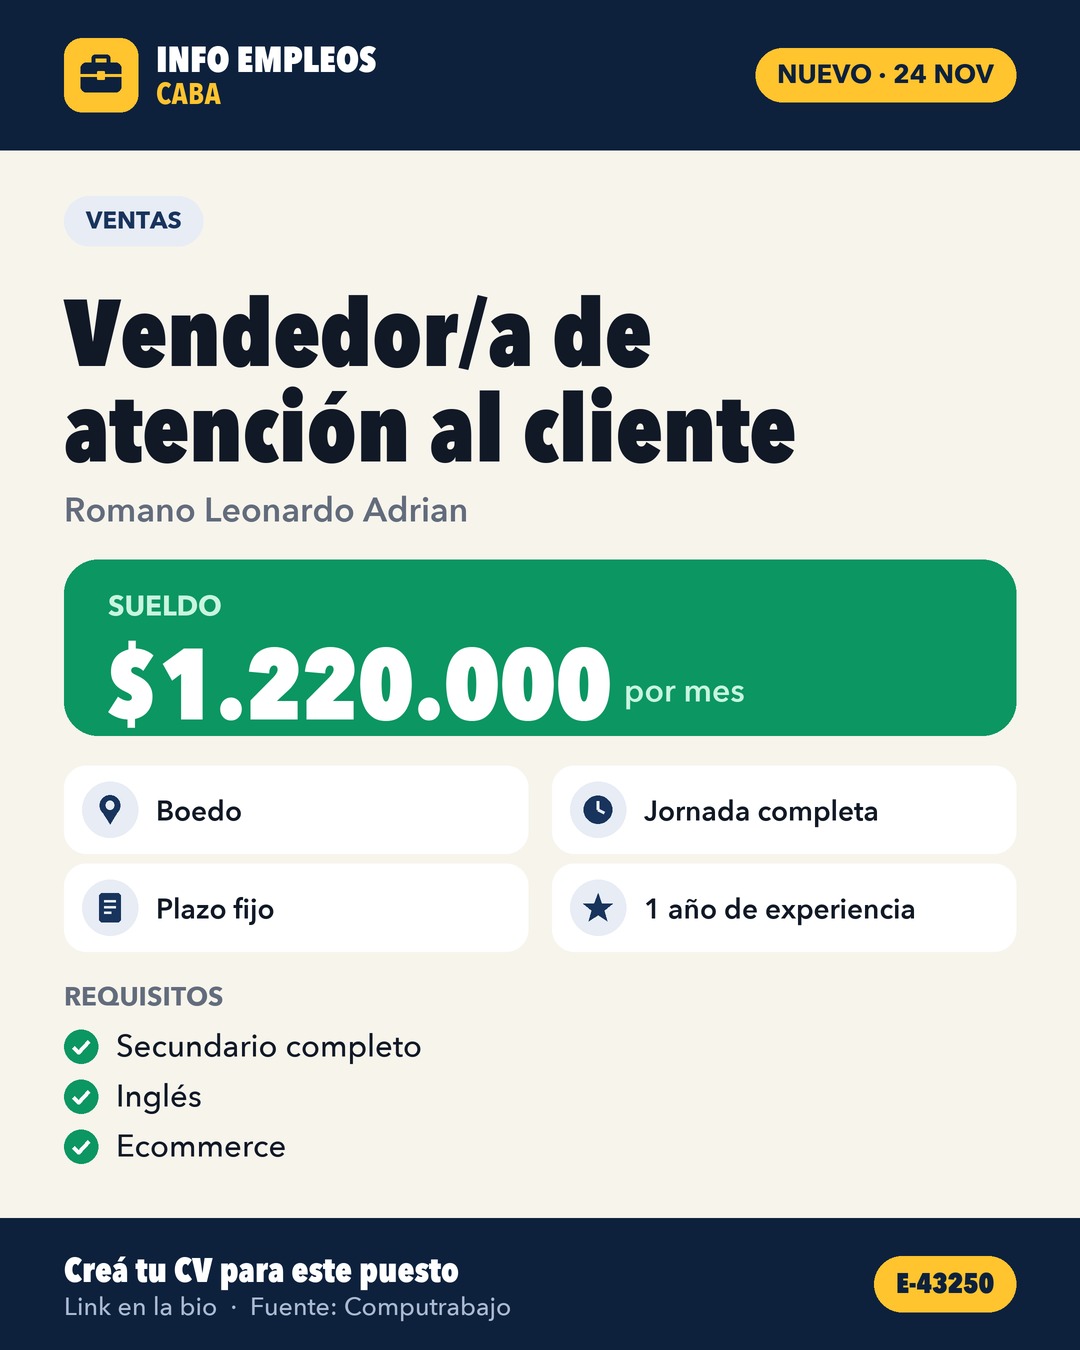 INFO EMPLEOS
CABA
NUEVO · 24 NOV
VENTAS
Vendedor/a de
atención al cliente
Romano Leonardo Adrian
SUELDO
$1.220.000 por mes
Boedo
Jornada completa
Plazo fijo
1 año de experiencia
REQUISITOS
Secundario completo
Inglés
Ecommerce
Creá tu CV para este puesto
Link en la bio · Fuente: Computrabajo
E-43250